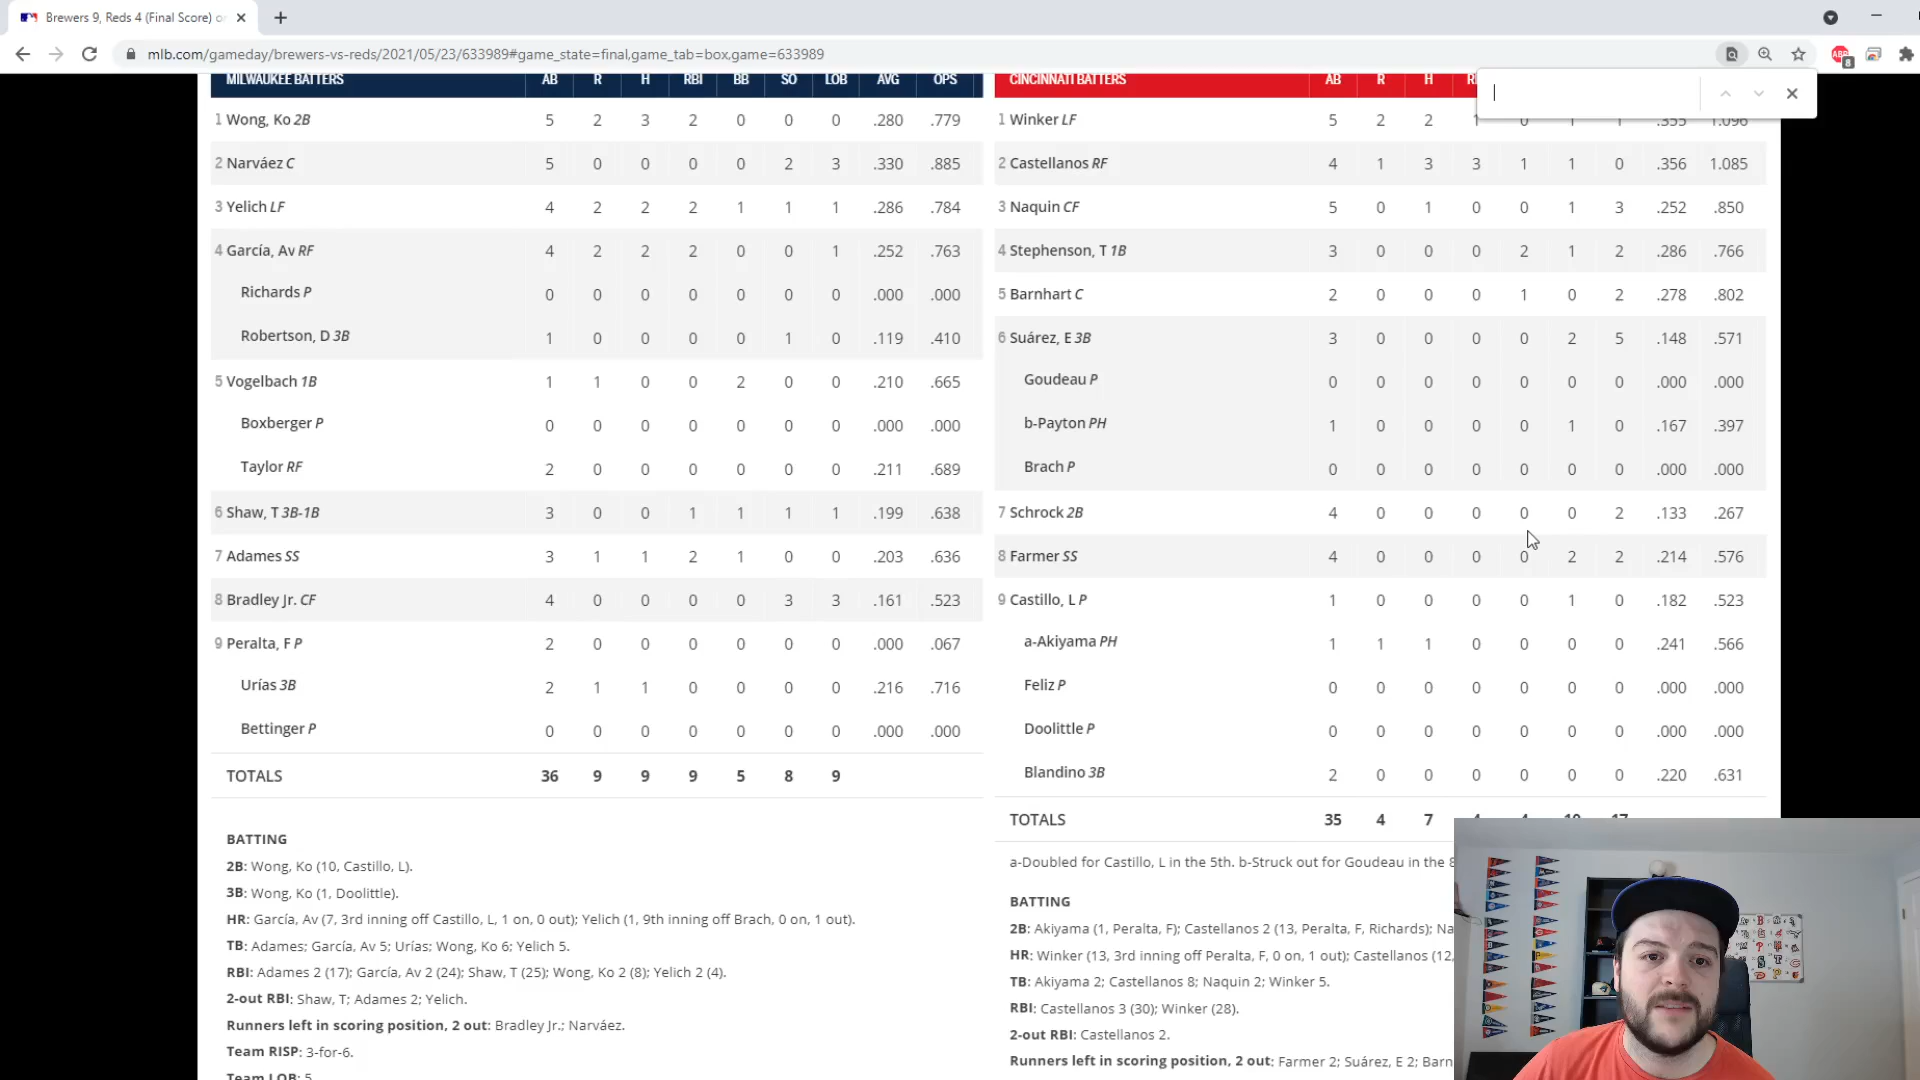 Brewers 9, Reds 4 (Final Score) o
mlb.com/gameday/brewers-vs-reds/2021/05/23/633989#game_state=final,game_tab=box,game=633989
ABP
8
MILWAUKEE BATTERS AB R H RBI BB SO LOB AVG OPS
1 Wong, Ko 2B 5 2 3 2 0 0 0 .280 .779
2 Narváez C 5 0 0 0 0 2 3 .330 .885
3 Yelich LF 4 2 2 2 1 1 1 .286 .784
4 García, Av RF 4 2 2 2 0 0 1 .252 .763
Richards P 0 0 0 0 0 0 0 .000 .000
Robertson, D 3B 1 0 0 0 0 1 0 .119 .410
5 Vogelbach 1B 1 1 0 0 2 0 0 .210 .665
Boxberger P 0 0 0 0 0 0 0 .000 .000
Taylor RF 2 0 0 0 0 0 0 .211 .689
6 Shaw, T 3B-1B 3 0 0 1 1 1 1 .199 .638
7 Adames SS 3 1 1 2 1 0 0 .203 .636
8 Bradley Jr. CF 4 0 0 0 0 3 3 .161 .523
9 Peralta, F P 2 0 0 0 0 0 0 .000 .067
Urías 3B 2 1 1 0 0 0 0 .216 .716
Bettinger P 0 0 0 0 0 0 0 .000 .000
TOTALS 36 9 9 9 5 8 9
BATTING
2B: Wong, Ko (10, Castillo, L).
3B: Wong, Ko (1, Doolittle).
HR: García, Av (7, 3rd inning off Castillo, L, 1 on, 0 out); Yelich (1, 9th inning off Brach, 0 on, 1 out).
TB: Adames; García, Av 5; Urías; Wong, Ko 6; Yelich 5.
RBI: Adames 2 (17); García, Av 2 (24); Shaw, T (25); Wong, Ko 2 (8); Yelich 2 (4).
2-out RBI: Shaw, T; Adames 2; Yelich.
Runners left in scoring position, 2 out: Bradley Jr.; Narváez.
Team RISP: 3-for-6.
Team LOB: 5.
CINCINNATI BATTERS AB R H R
1 Winker LF 5 2 2 1 0 1 1 .355 1.096
2 Castellanos RF 4 1 3 3 1 1 0 .356 1.085
3 Naquin CF 5 0 1 0 0 1 3 .252 .850
4 Stephenson, T 1B 3 0 0 0 2 1 2 .286 .766
5 Barnhart C 2 0 0 0 1 0 2 .278 .802
6 Suárez, E 3B 3 0 0 0 0 2 5 .148 .571
Goudeau P 0 0 0 0 0 0 0 .000 .000
b-Payton PH 1 0 0 0 0 1 0 .167 .397
Brach P 0 0 0 0 0 0 0 .000 .000
7 Schrock 2B 4 0 0 0 0 0 2 .133 .267
8 Farmer SS 4 0 0 0 0 2 2 .214 .576
9 Castillo, L P 1 0 0 0 0 1 0 .182 .523
a-Akiyama PH 1 1 1 0 0 0 0 .241 .566
Feliz P 0 0 0 0 0 0 0 .000 .000
Doolittle P 0 0 0 0 0 0 0 .000 .000
Blandino 3B 2 0 0 0 0 0 0 .220 .631
TOTALS 35 4 7 4 4 10 17
a-Doubled for Castillo, L in the 5th. b-Struck out for Goudeau in the 8
BATTING
2B: Akiyama (1, Peralta, F); Castellanos 2 (13, Peralta, F, Richards); Na
HR: Winker (13, 3rd inning off Peralta, F, 0 on, 1 out); Castellanos (12,
TB: Akiyama 2; Castellanos 8; Naquin 2; Winker 5.
RBI: Castellanos 3 (30); Winker (28).
2-out RBI: Castellanos 2.
Runners left in scoring position, 2 out: Farmer 2; Suárez, E 2; Barn